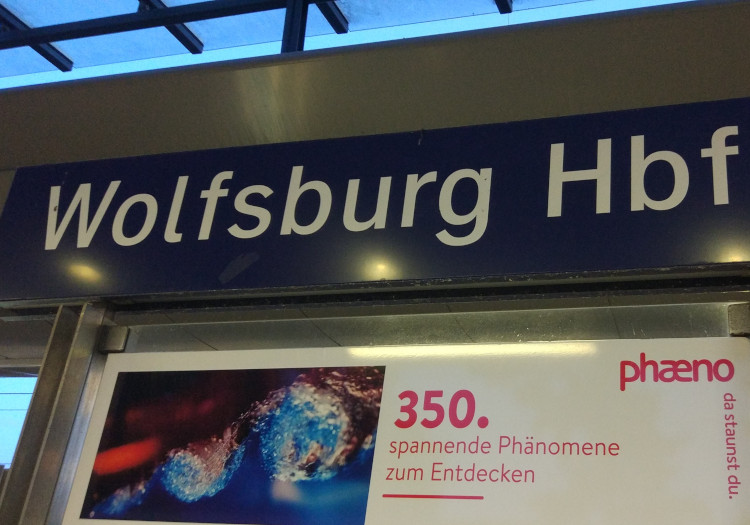 Wolfsburg Hbf
phæno
da staunst du.
350.
spannende Phänomene
zum Entdecken